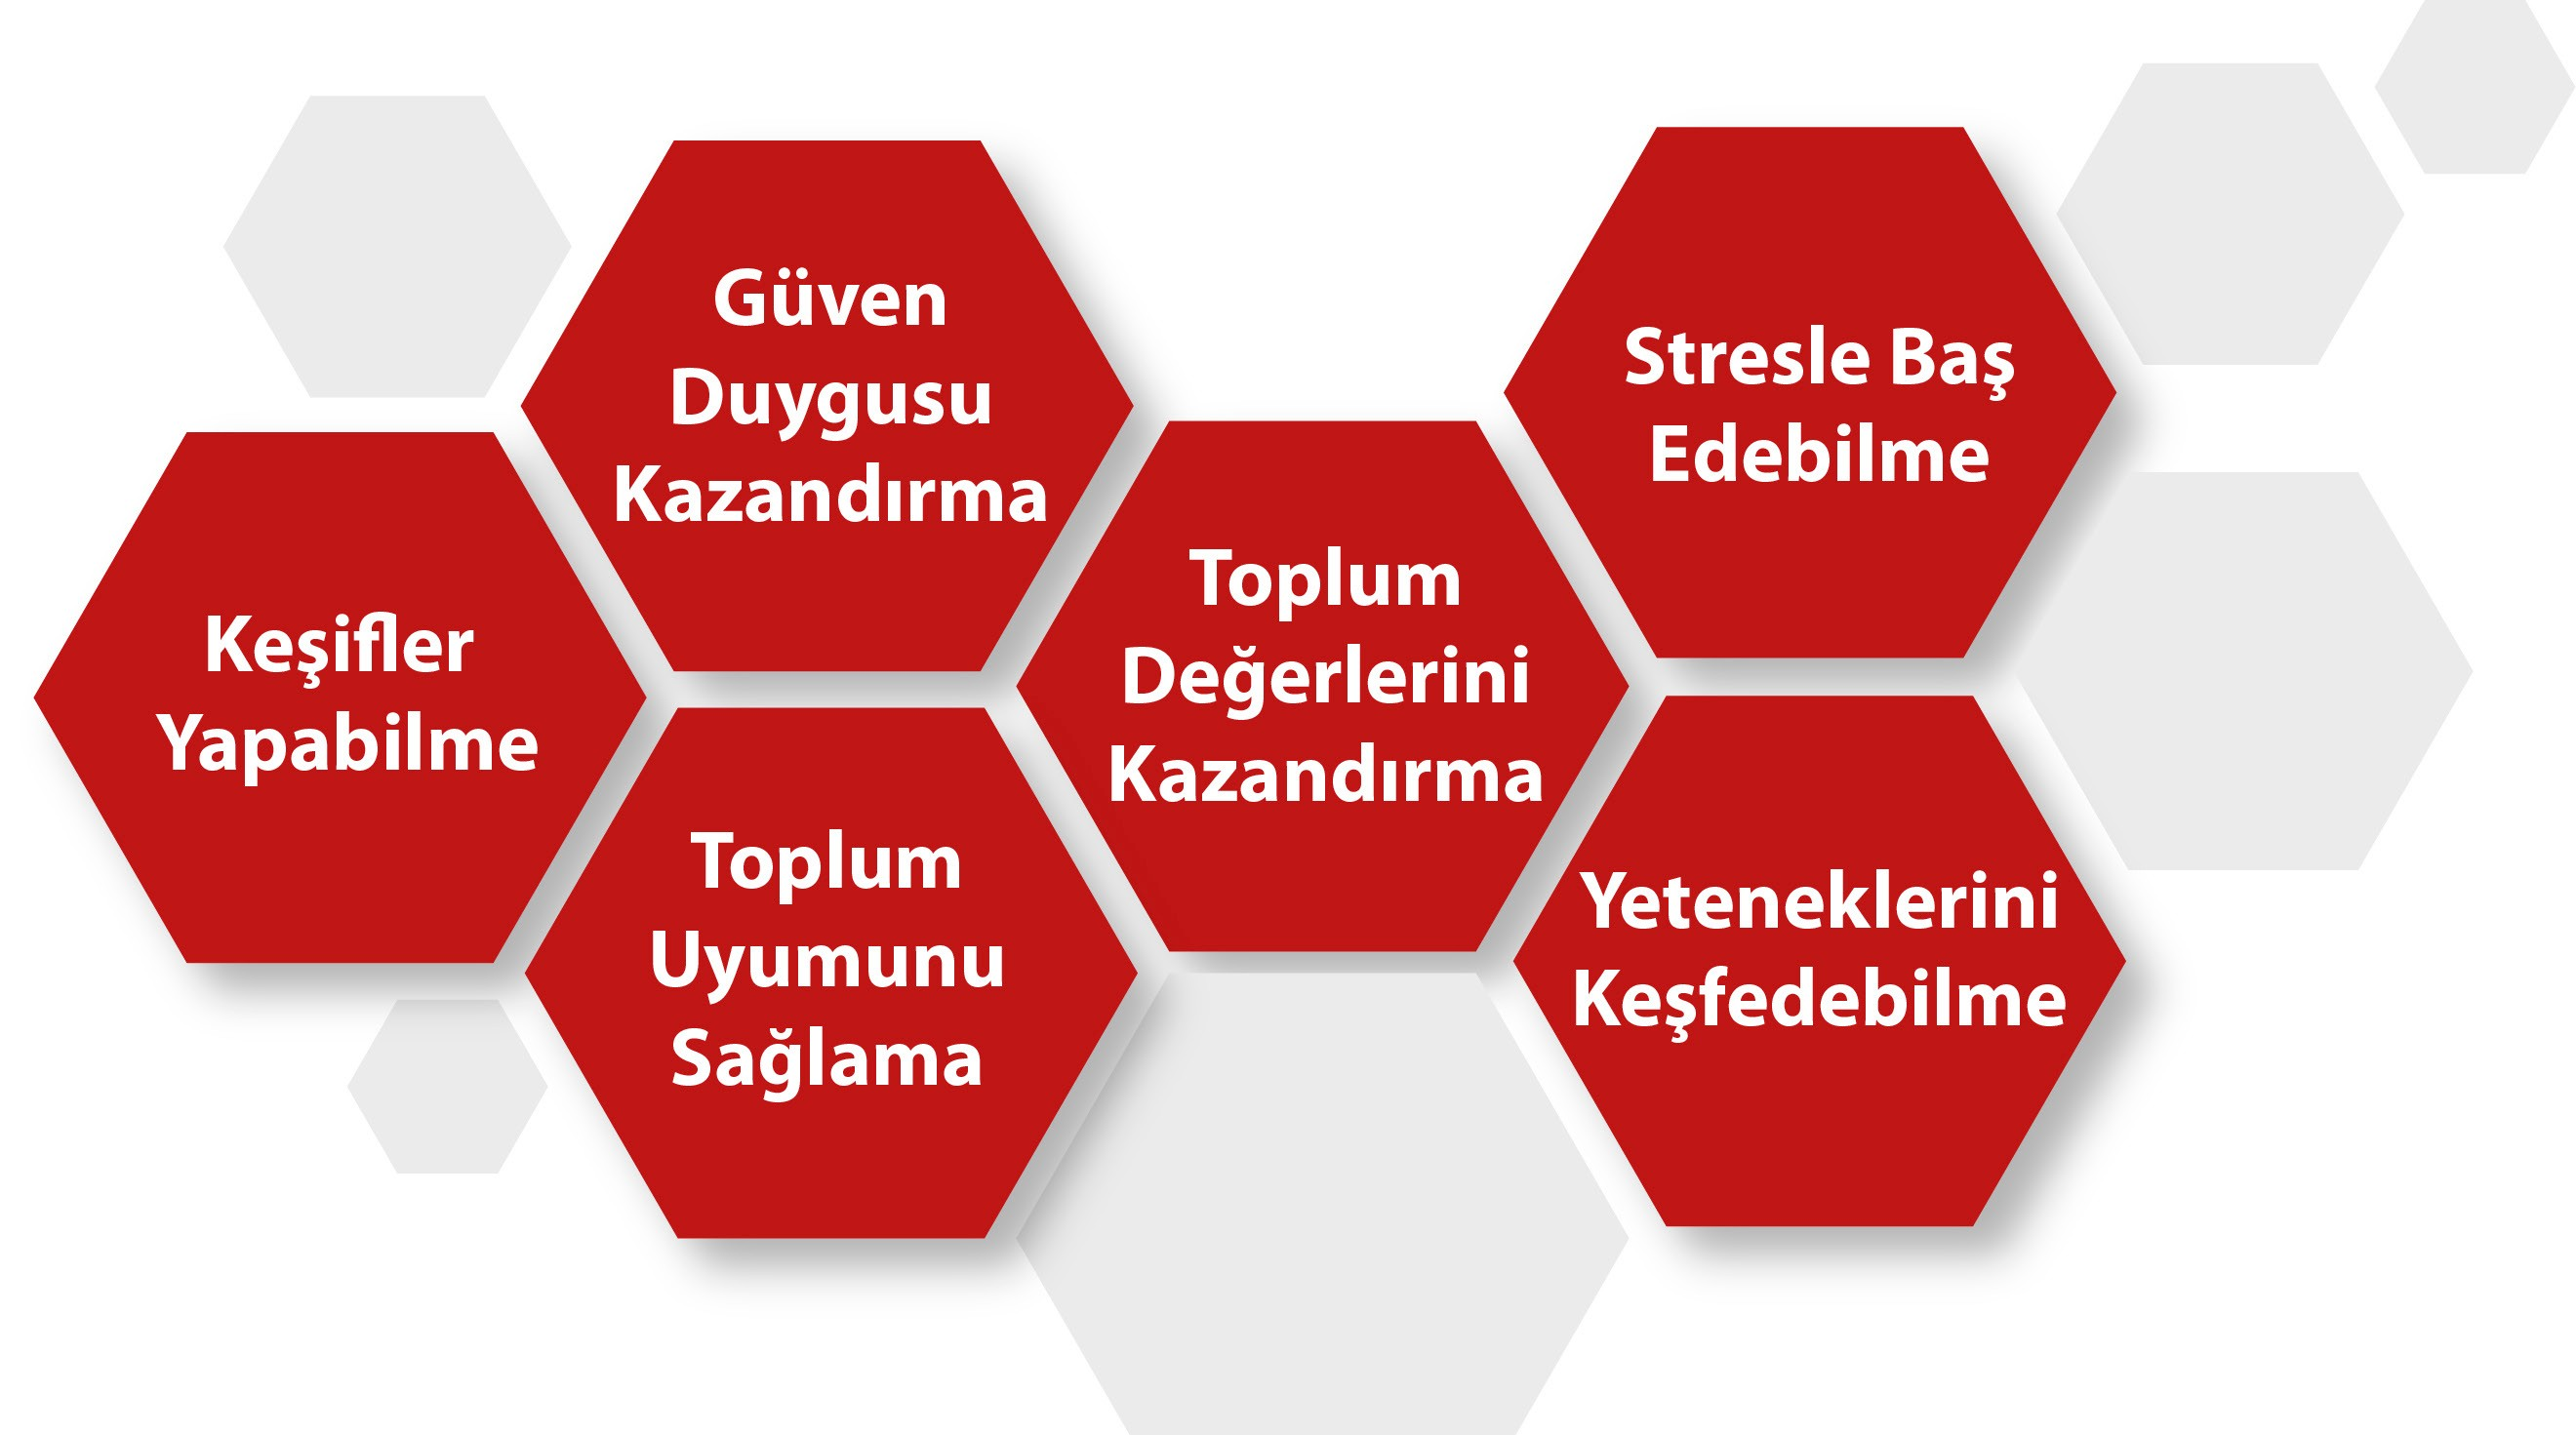 Keşifler
Yapabilme
Güven
Duygusu
Kazandırma
Toplum
Uyumunu
Sağlama
Toplum
Değerlerini
Kazandırma
Stresle Baş
Edebilme
Yeteneklerini
Keşfedebilme